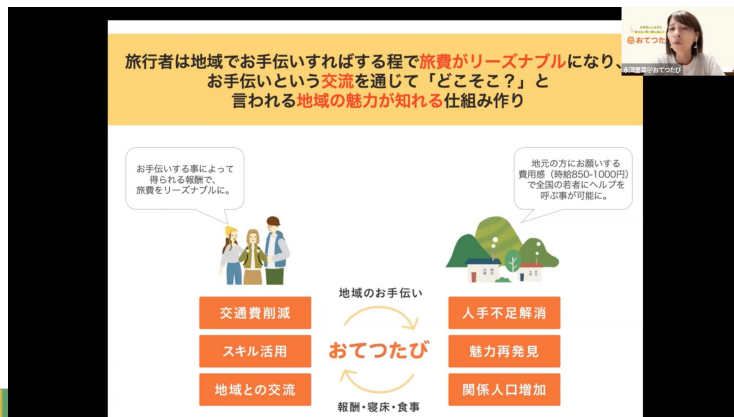 旅行者は地域でお手伝いすればする程で旅費がリーズナブルになり、
お手伝いという交流を通じて「どこそこ？」と
言われる地域の魅力が知れる仕組み作り
お手伝いする事によって
得られる報酬で、
旅費をリーズナブルに。
地元の方にお願いする
費用感（時給850-1000円）
で全国の若者にヘルプを
呼ぶ事が可能に。
地域のお手伝い
交通費削減
スキル活用
地域との交流
おてつたび
人手不足解消
魅力再発見
関係人口増加
報酬・寝床・食事
おてつた
永岡里菜@おてつたび